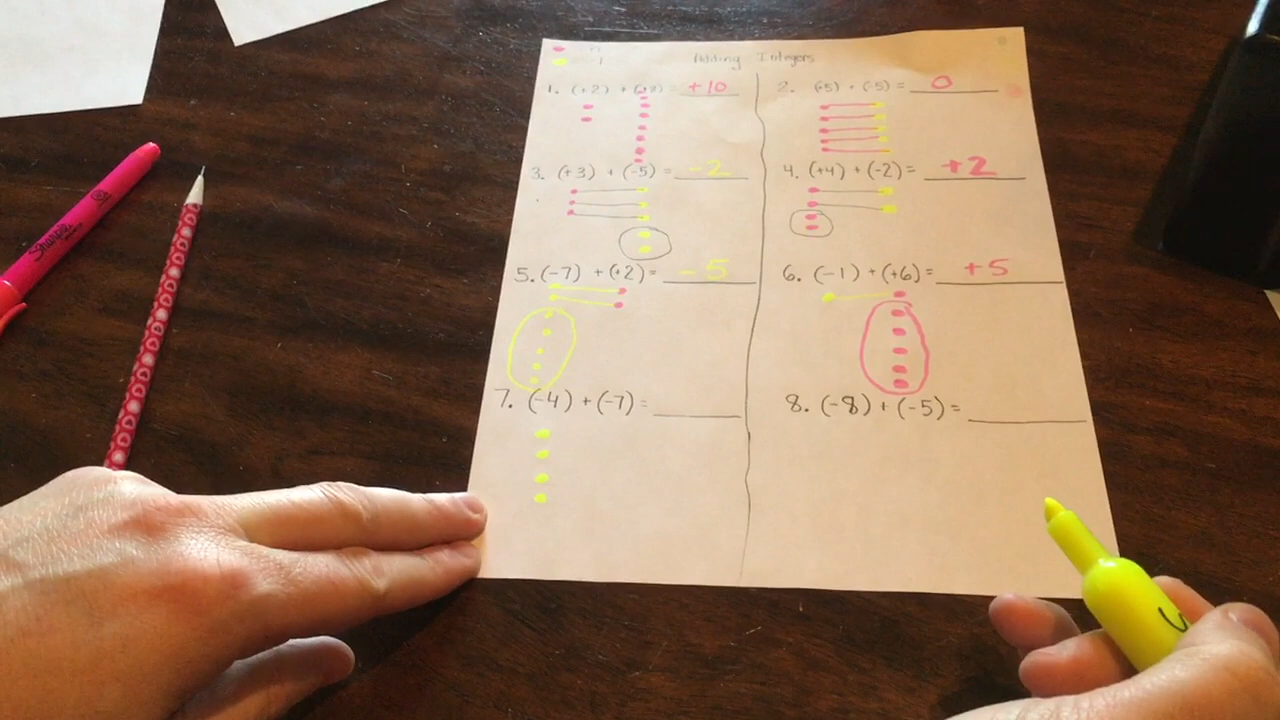 Adding Integers
1. (+2) + (+8) = +10
2. (+5) + (-5) = 0
3. (+3) + (-5) = -2
4. (+4) + (-2) = +2
5. (-7) + (+2) = -5
6. (-1) + (+6) = +5
7. (-4) + (-7) =
8. (-8) + (-5) =
Sharpie